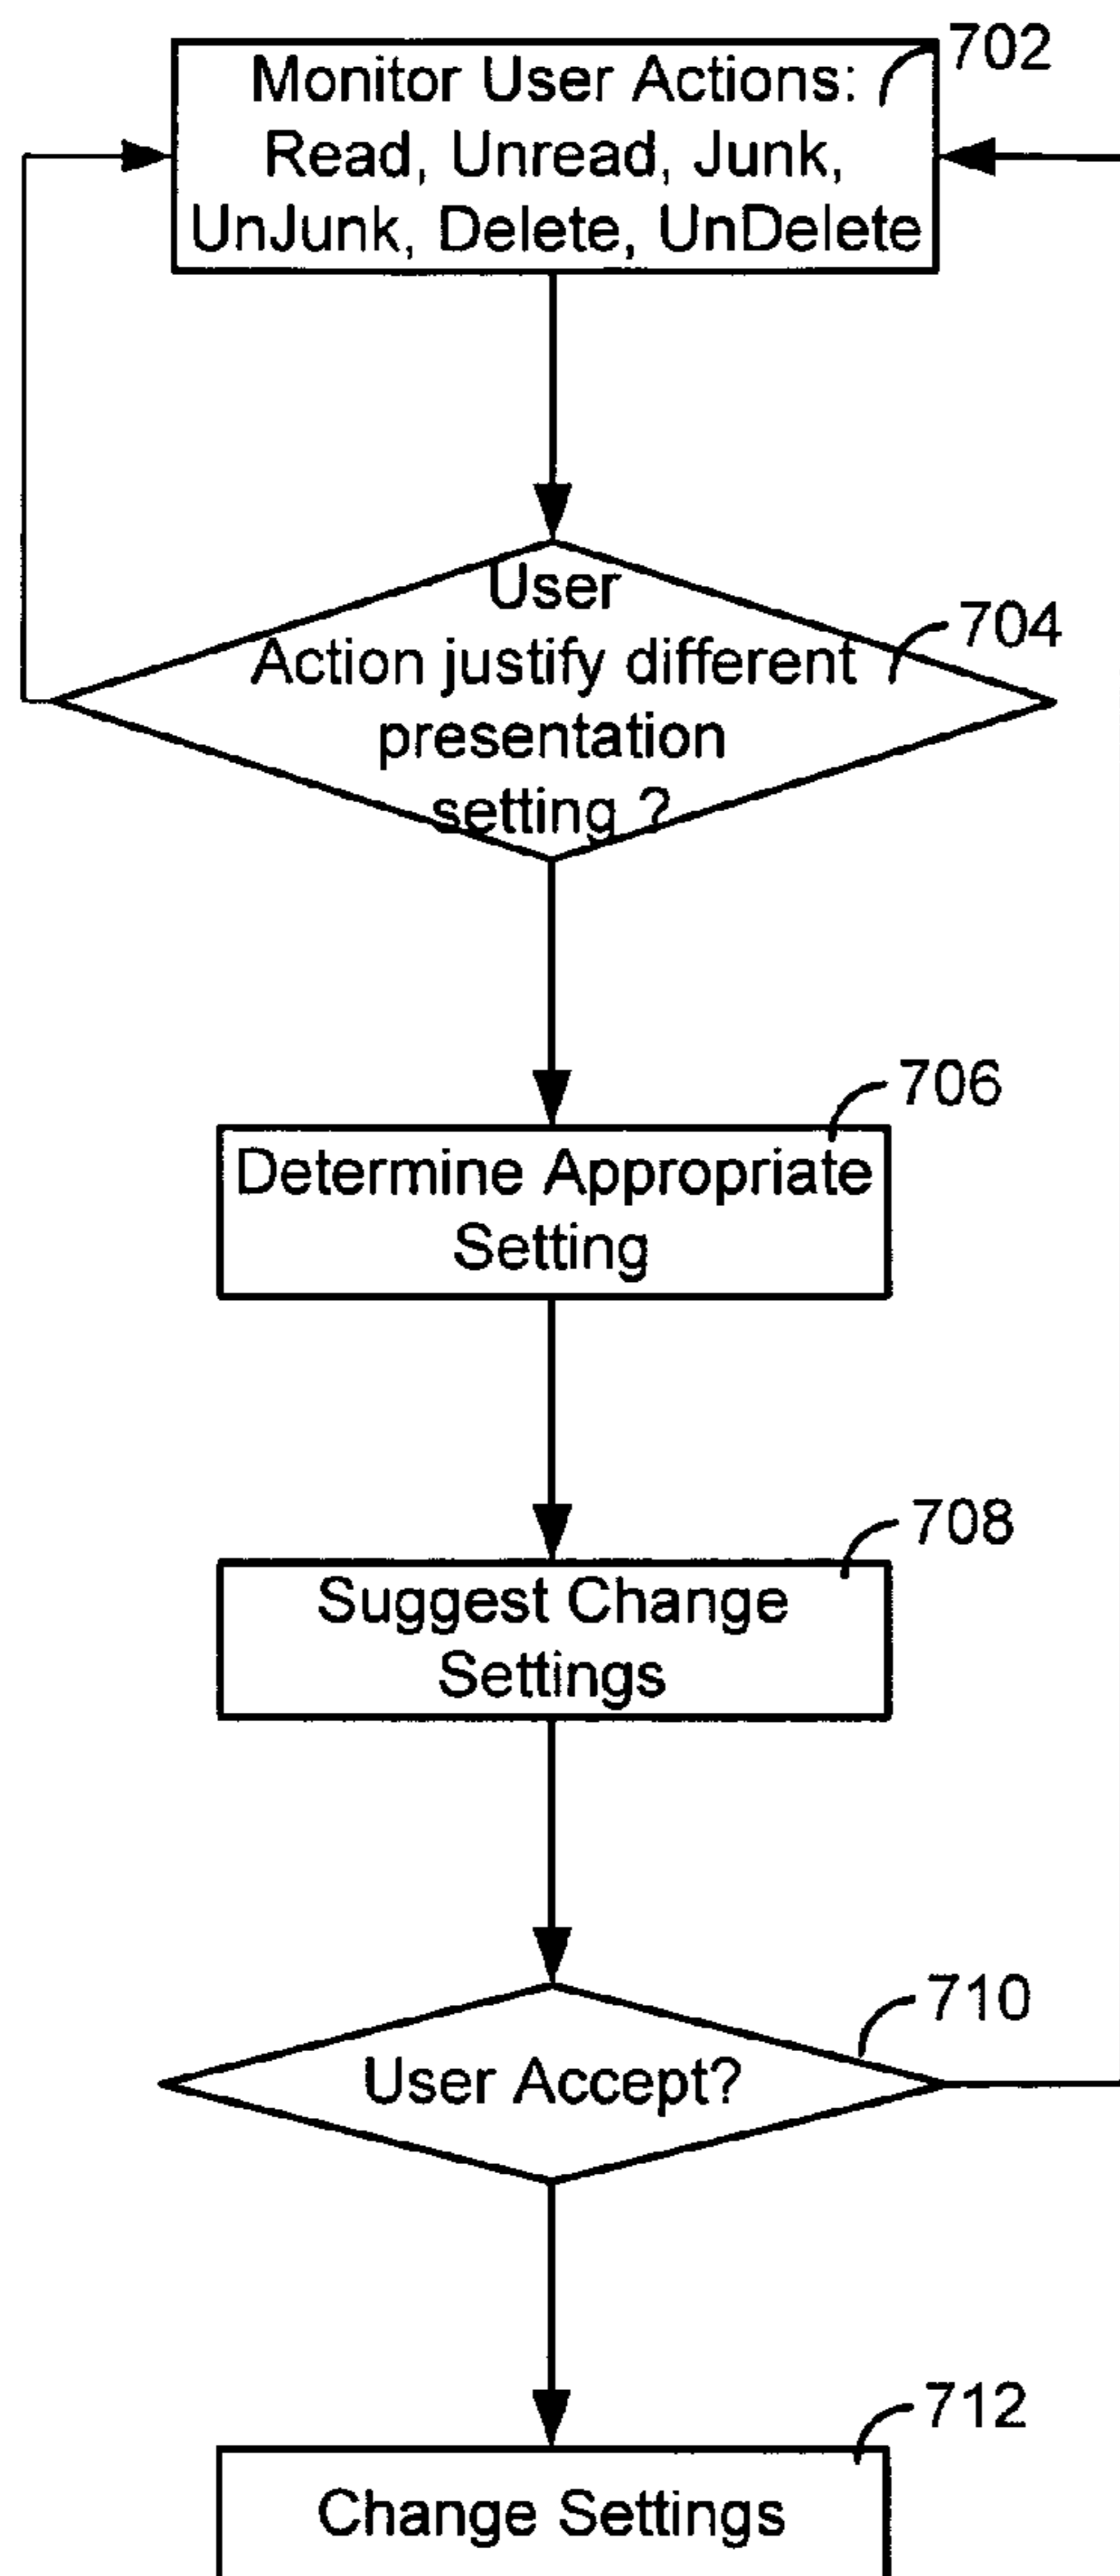 702
Monitor User Actions:
Read, Unread, Junk,
UnJunk, Delete, UnDelete
704
User
Action justify different
presentation
setting ?
706
Determine Appropriate
Setting
708
Suggest Change
Settings
710
User Accept?
712
Change Settings